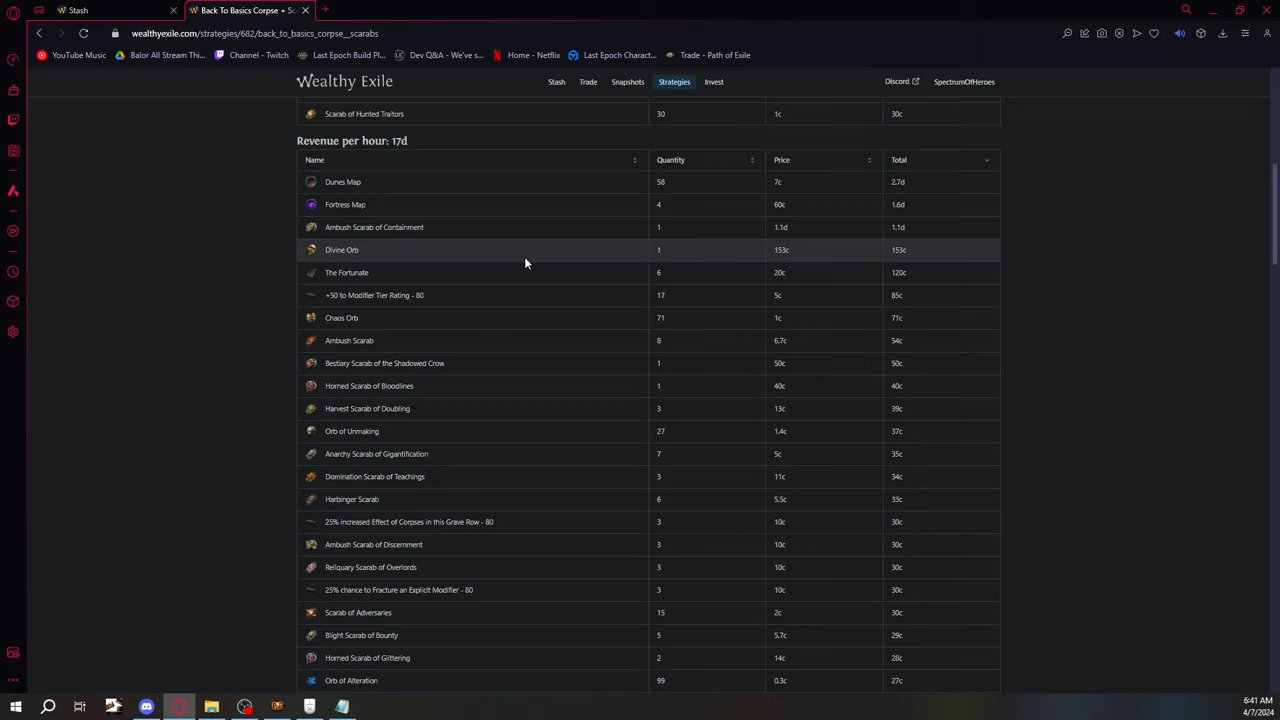 Stash
Back To Basics Corpse + Sc
wealthyexile.com/strategies/682/back_to_basics_corpse__scarabs
YouTube Music
Balor All Stream Thi...
Channel - Twitch
Last Epoch Build Pl...
Dev Q&A - We've s...
Home - Netflix
Last Epoch Charact...
Trade - Path of Exile
Wealthy Exile
Stash
Trade
Snapshots
Strategies
Invest
Discord
SpectrumOfHeroes
Scarab of Hunted Traitors 30 1c 30c
Revenue per hour: 17d
Name Quantity Price Total
Dunes Map 58 7c 2.7d
Fortress Map 4 60c 1.6d
Ambush Scarab of Containment 1 1.1d 1.1d
Divine Orb 1 153c 153c
The Fortunate 6 20c 120c
+50 to Modifier Tier Rating - 80 17 5c 85c
Chaos Orb 71 1c 71c
Ambush Scarab 8 6.7c 54c
Bestiary Scarab of the Shadowed Crow 1 50c 50c
Horned Scarab of Bloodlines 1 40c 40c
Harvest Scarab of Doubling 3 13c 39c
Orb of Unmaking 27 1.4c 37c
Anarchy Scarab of Gigantification 7 5c 35c
Domination Scarab of Teachings 3 11c 34c
Harbinger Scarab 6 5.5c 33c
25% increased Effect of Corpses in this Grave Row - 80 3 10c 30c
Ambush Scarab of Discernment 3 10c 30c
Reliquary Scarab of Overlords 3 10c 30c
25% chance to Fracture an Explicit Modifier - 80 3 10c 30c
Scarab of Adversaries 15 2c 30c
Blight Scarab of Bounty 5 5.7c 29c
Horned Scarab of Glittering 2 14c 28c
Orb of Alteration 99 0.3c 27c
6:41 AM
4/7/2024